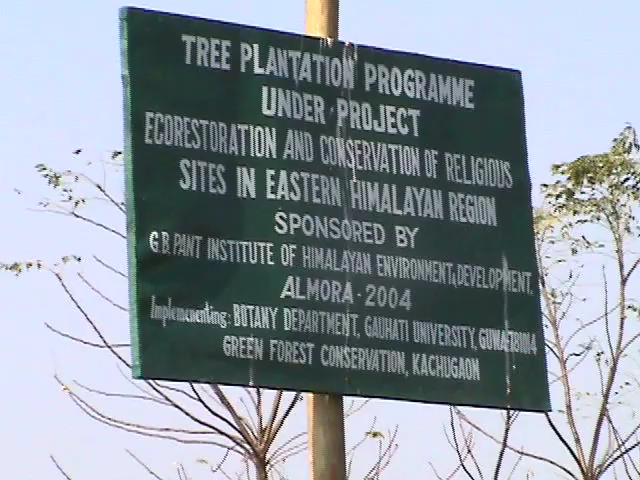 TREE PLANTATION PROGRAMME
UNDER PROJECT
ECORESTORATION AND CONSERVATION OF RELIGIOUS
SITES IN EASTERN HIMALAYAN REGION
SPONSORED BY
G.B. PANT INSTITUTE OF HIMALAYAN ENVIRONMENT, DEVELOPMENT,
ALMORA - 2004
Implementing: BOTANY DEPARTMENT, GAUHATI UNIVERSITY,
GREEN FOREST CONSERVATION, KACHUGAON